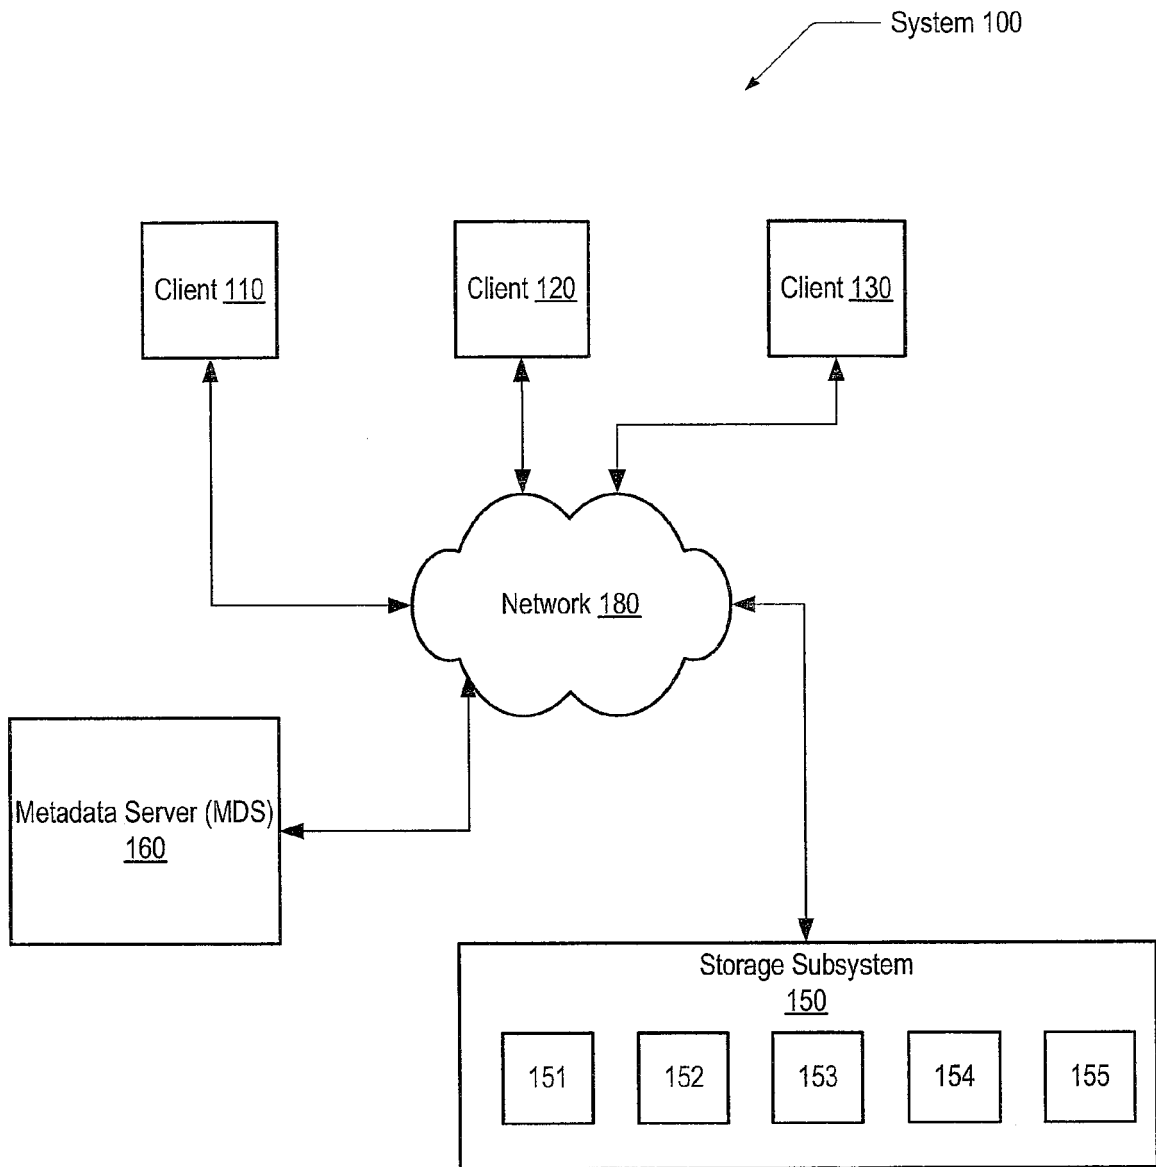 System 100
Client 110
Client 120
Client 130
Network 180
Metadata Server (MDS)
160
Storage Subsystem
150
151
152
153
154
155